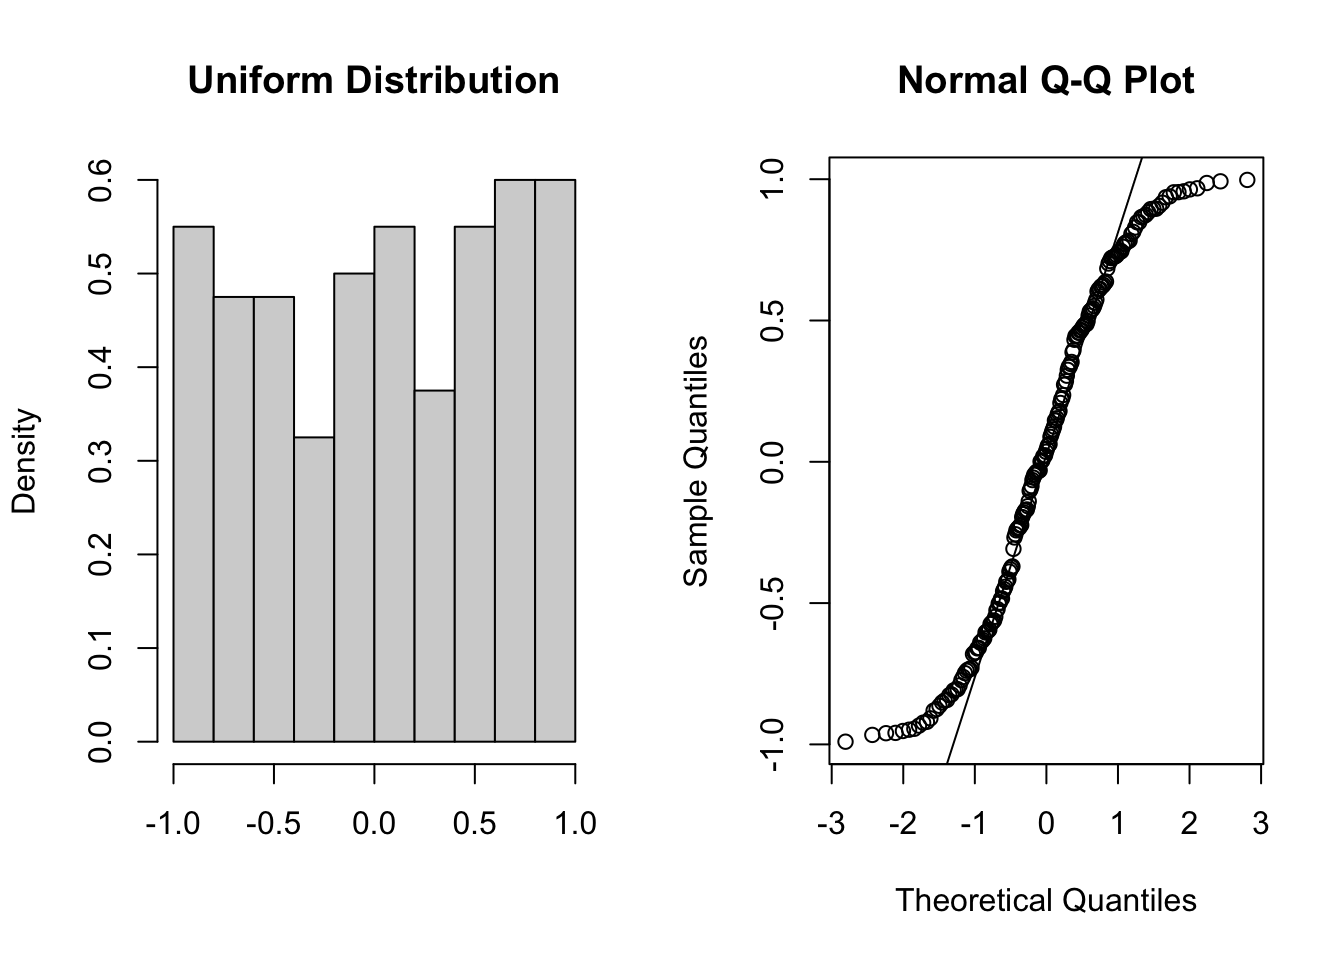 Uniform Distribution
Density
0.6
0.5
0.4
0.3
0.2
0.1
0.0
-1.0 -0.5 0.0 0.5 1.0
Normal Q-Q Plot
Sample Quantiles
1.0
0.5
0.0
-0.5
-1.0
-3 -2 -1 0 1 2 3
Theoretical Quantiles